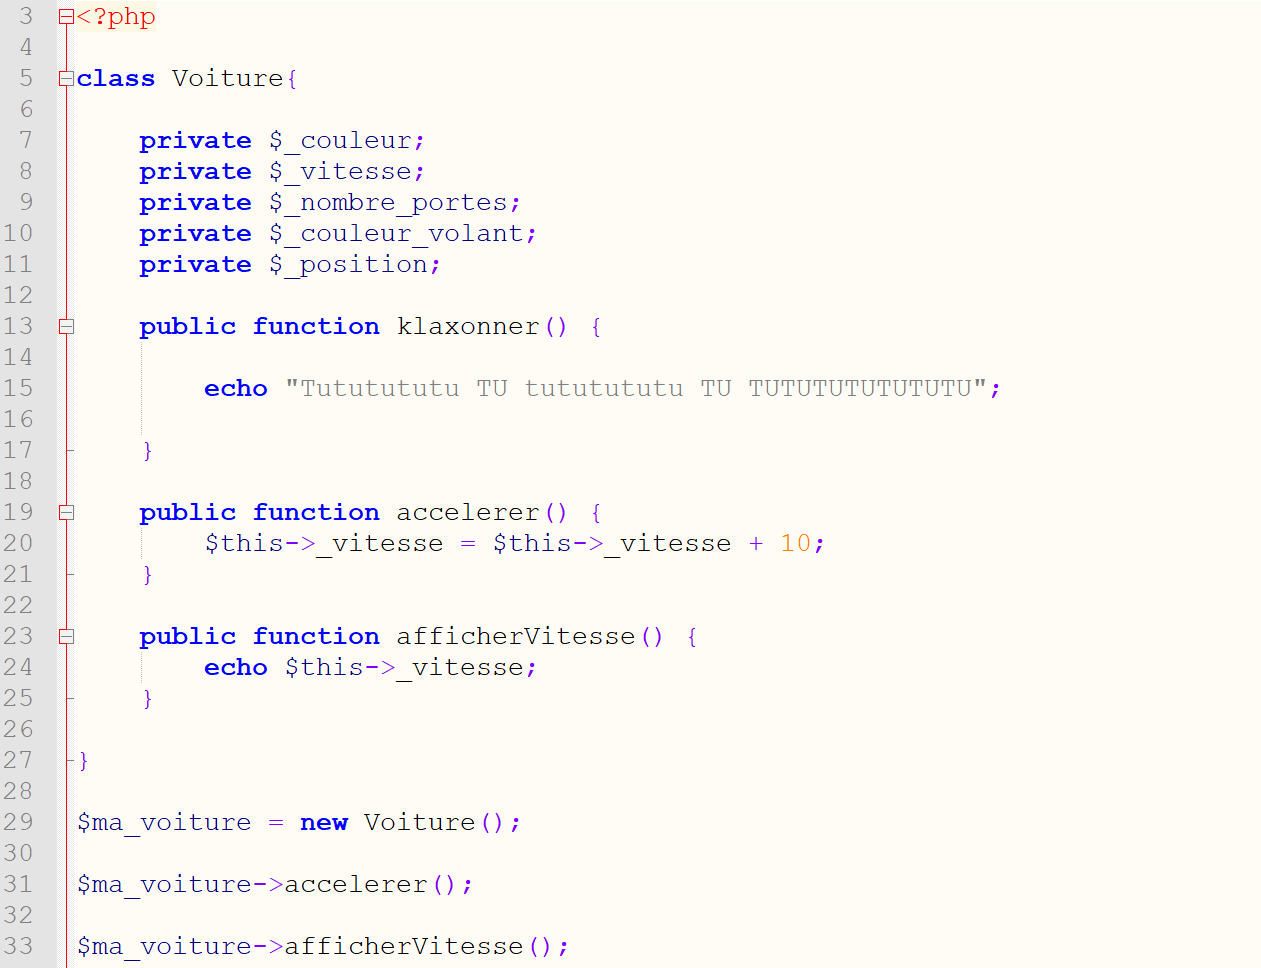 3 <?php
4
5 class Voiture{
6
7 private $_couleur;
8 private $_vitesse;
9 private $_nombre_portes;
10 private $_couleur_volant;
11 private $_position;
12
13 public function klaxonner() {
14
15 echo "Tututututu TU tututututu TU TUTUTUTUTUTUTU";
16
17 }
18
19 public function accelerer() {
20 $this->_vitesse = $this->_vitesse + 10;
21 }
22
23 public function afficherVitesse() {
24 echo $this->_vitesse;
25 }
26
27 }
28
29 $ma_voiture = new Voiture();
30
31 $ma_voiture->accelerer();
32
33 $ma_voiture->afficherVitesse();